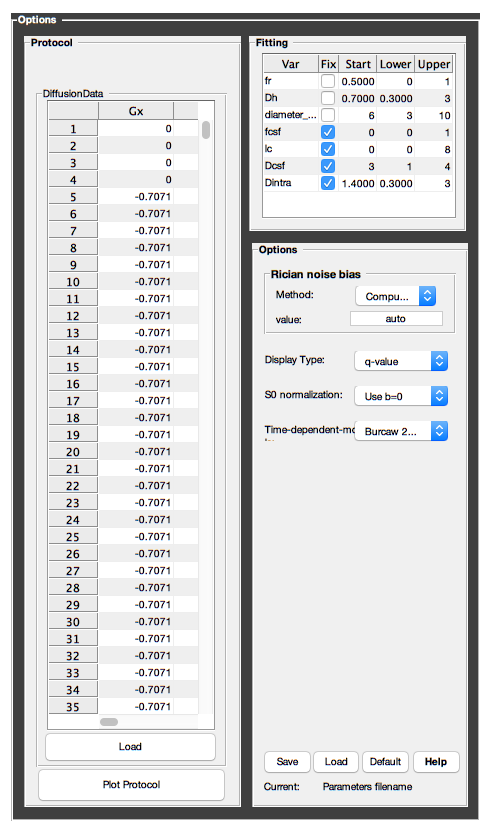 Options
Protocol
DiffusionData
Gx
1 0
2 0
3 0
4 0
5 -0.7071
6 -0.7071
7 -0.7071
8 -0.7071
9 -0.7071
10 -0.7071
11 -0.7071
12 -0.7071
13 -0.7071
14 -0.7071
15 -0.7071
16 -0.7071
17 -0.7071
18 -0.7071
19 -0.7071
20 -0.7071
21 -0.7071
22 -0.7071
23 -0.7071
24 -0.7071
25 -0.7071
26 -0.7071
27 -0.7071
28 -0.7071
29 -0.7071
30 -0.7071
31 -0.7071
32 -0.7071
33 -0.7071
34 -0.7071
35 -0.7071
Load
Plot Protocol
Fitting
Var Fix Start Lower Upper
fr 0.5000 0 1
Dh 0.7000 0.3000 3
diameter_... 6 3 10
fcsf 0 0 1
lc 0 0 8
Dcsf 3 1 4
Dintra 1.4000 0.3000 3
Options
Rician noise bias
Method: Compu...
value: auto
Display Type: q-value
S0 normalization: Use b=0
Time-dependent-mo Burcaw 2...
Save Load Default Help
Current: Parameters filename